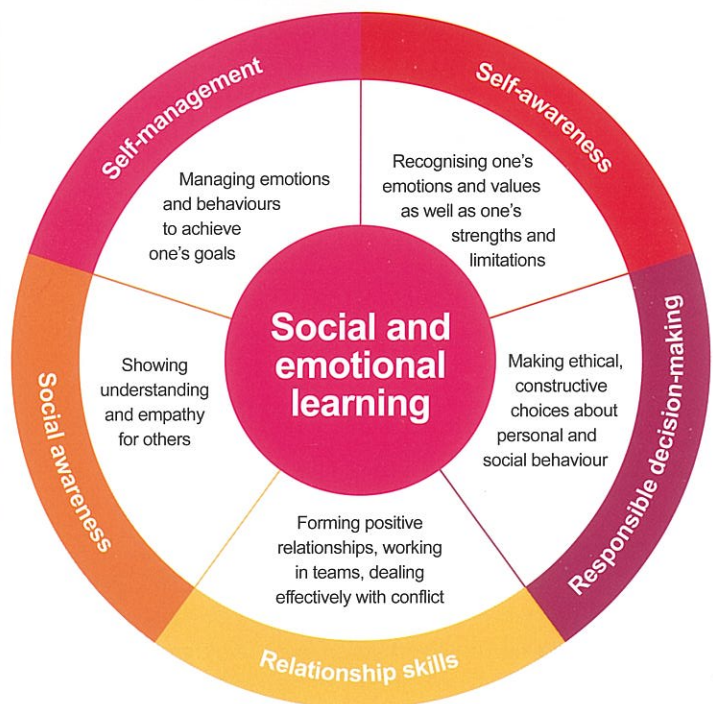 Social and
emotional
learning
Self-awareness
Recognising one's
emotions and values
as well as one's
strengths and
limitations
Responsible decision-making
Making ethical,
constructive
choices about
personal and
social behaviour
Relationship skills
Forming positive
relationships, working
in teams, dealing
effectively with conflict
Social awareness
Showing
understanding
and empathy
for others
Self-management
Managing emotions
and behaviours
to achieve
one's goals